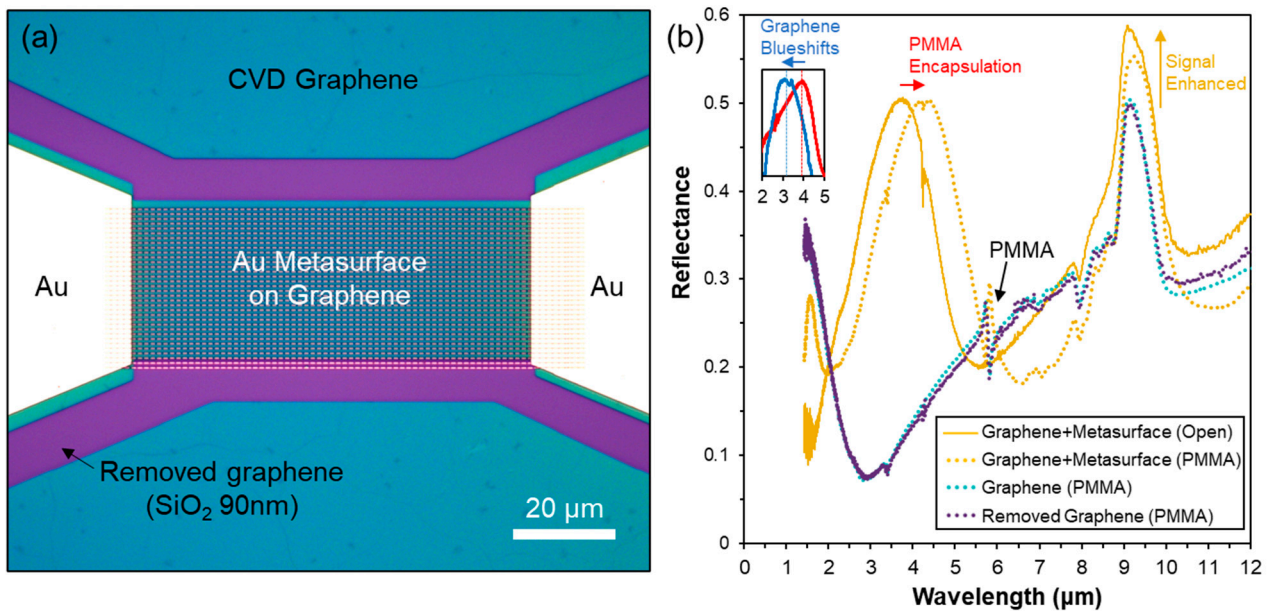 (a)
CVD Graphene
Au
Au Metasurface
on Graphene
Au
Removed graphene
(SiO₂ 90nm)
20 µm
(b)
Reflectance
0.6
0.5
0.4
0.3
0.2
0.1
0
Graphene
Blueshifts
2 3 4 5
PMMA
Encapsulation
Signal
Enhanced
PMMA
Graphene+Metasurface (Open)
Graphene+Metasurface (PMMA)
Graphene (PMMA)
Removed Graphene (PMMA)
0 1 2 3 4 5 6 7 8 9 10 11 12
Wavelength (µm)